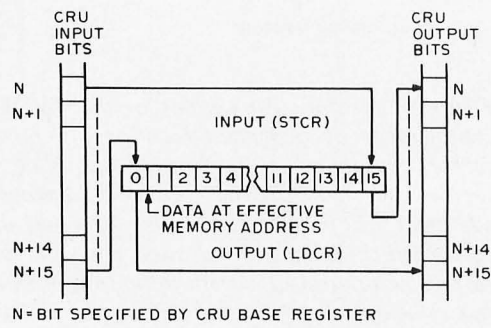 CRU
INPUT
BITS
CRU
OUTPUT
BITS
N
N
N+1
N+1
INPUT (STCR)
0 1 2 3 4 11 12 13 14 15
DATA AT EFFECTIVE
MEMORY ADDRESS
OUTPUT (LDCR)
N+14
N+14
N+15
N+15
N=BIT SPECIFIED BY CRU BASE REGISTER